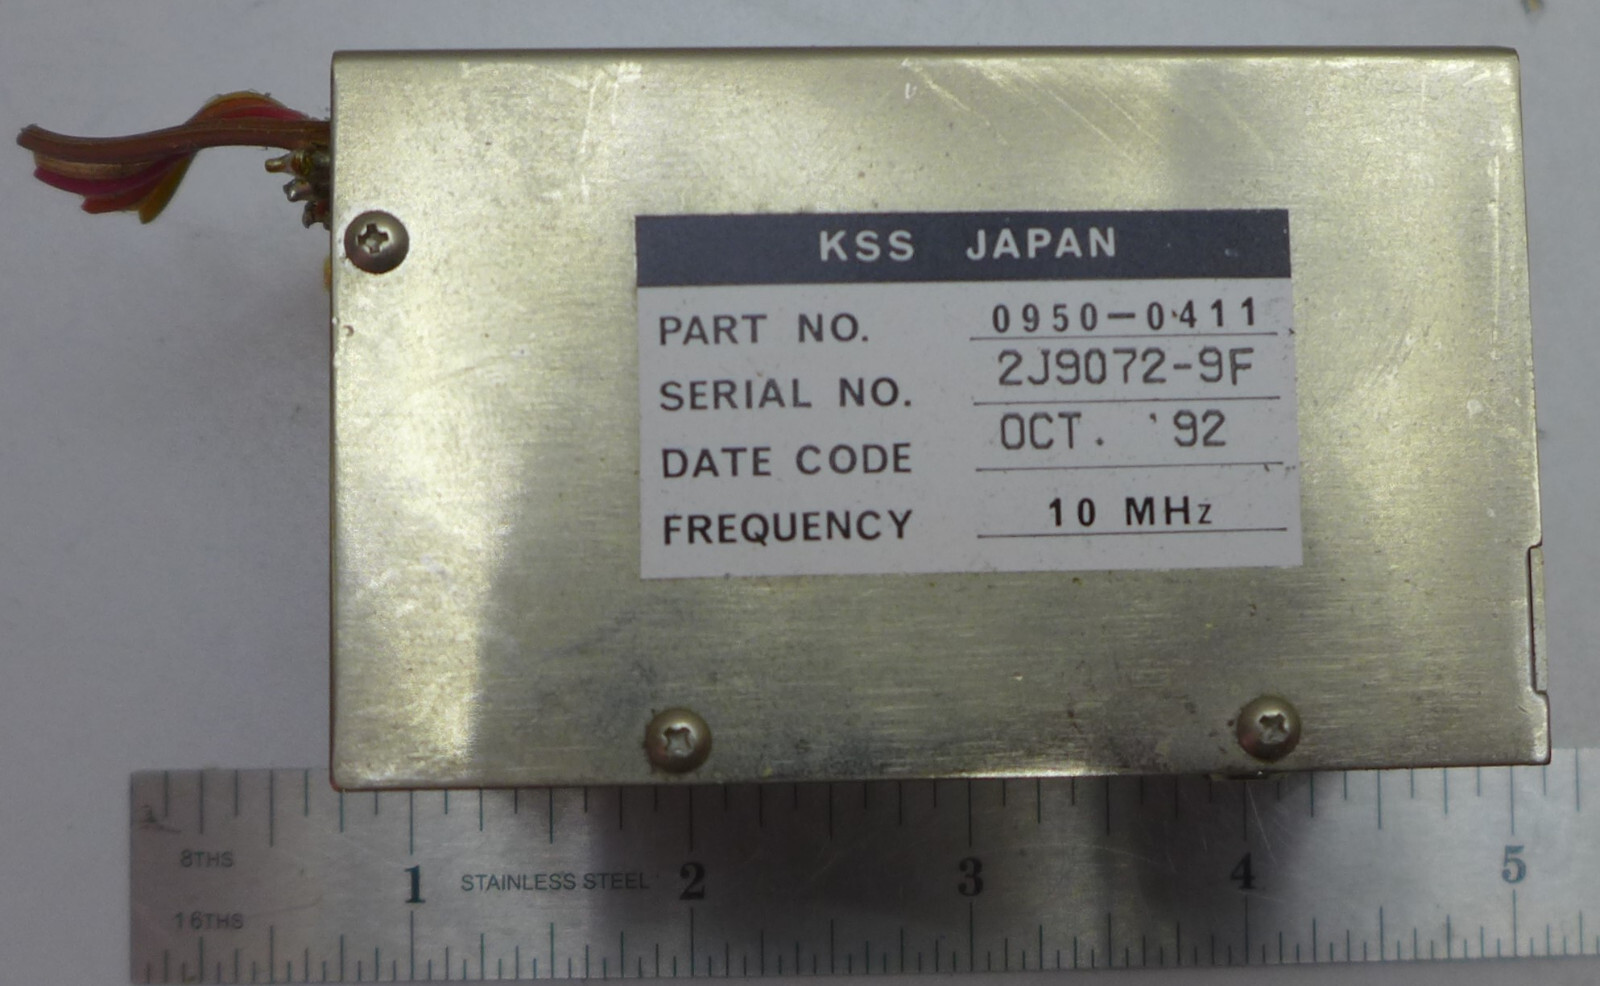 KSS JAPAN
PART NO. 0950-0411
SERIAL NO. 2J9072-9F
DATE CODE OCT. '92
FREQUENCY 10 MHz
8THS
1 STAINLESS STEEL 2 3 4 5
16THS